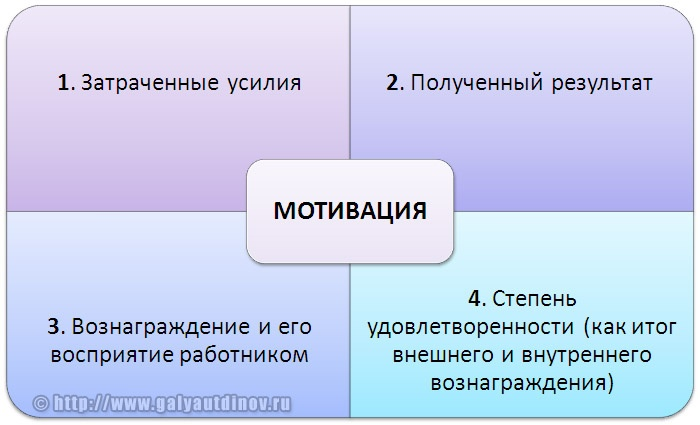 1. Затраченные усилия
2. Полученный результат
МОТИВАЦИЯ
3. Вознаграждение и его
восприятие работником
4. Степень
удовлетворенности (как итог
внешнего и внутреннего
вознаграждения)
© http://www.galyautdinov.ru